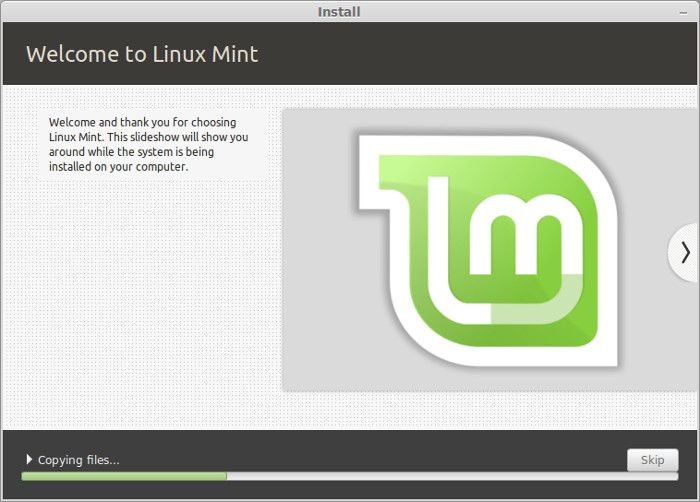 Install
Welcome to Linux Mint
Welcome and thank you for choosing
Linux Mint. This slideshow will show you
around while the system is being
installed on your computer.
lm
Copying files...
Skip